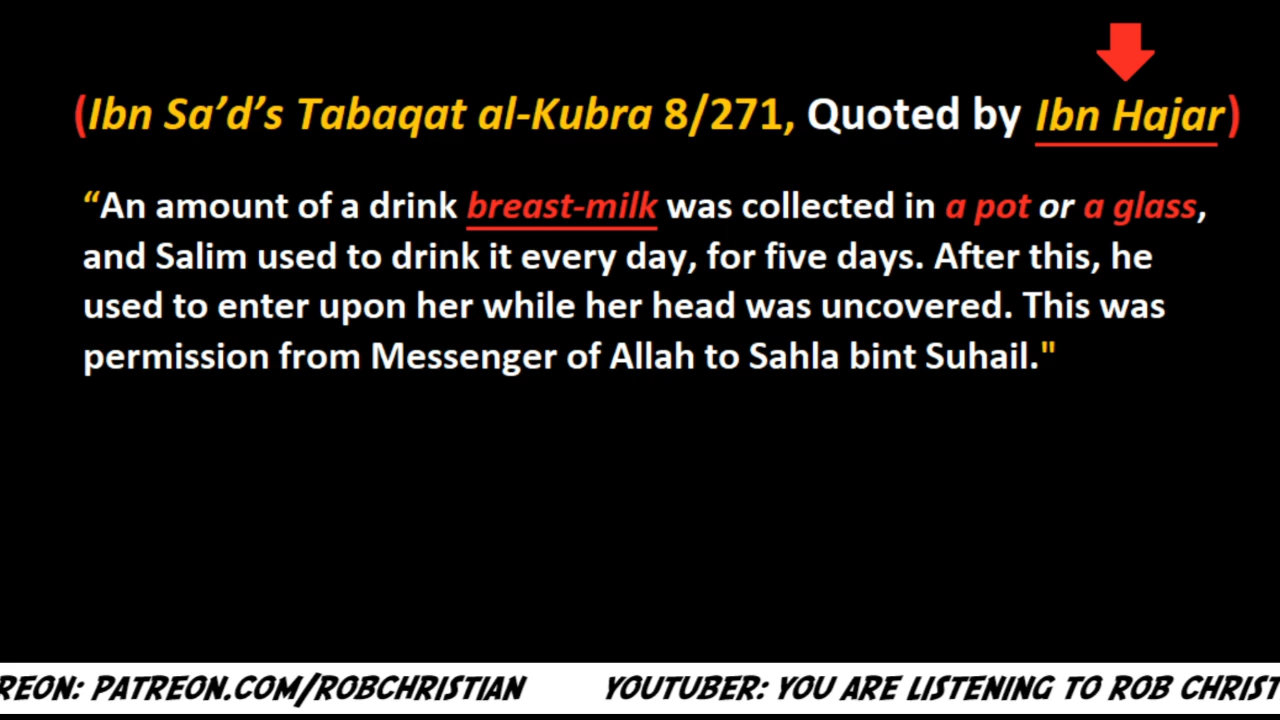 (Ibn Sa’d’s Tabaqat al-Kubra 8/271, Quoted by Ibn Hajar)
“An amount of a drink breast-milk was collected in a pot or a glass,
and Salim used to drink it every day, for five days. After this, he
used to enter upon her while her head was uncovered. This was
permission from Messenger of Allah to Sahla bint Suhail."
REON: PATREON.COM/ROBCHRISTIAN YOUTUBER: YOU ARE LISTENING TO ROB CHRIST